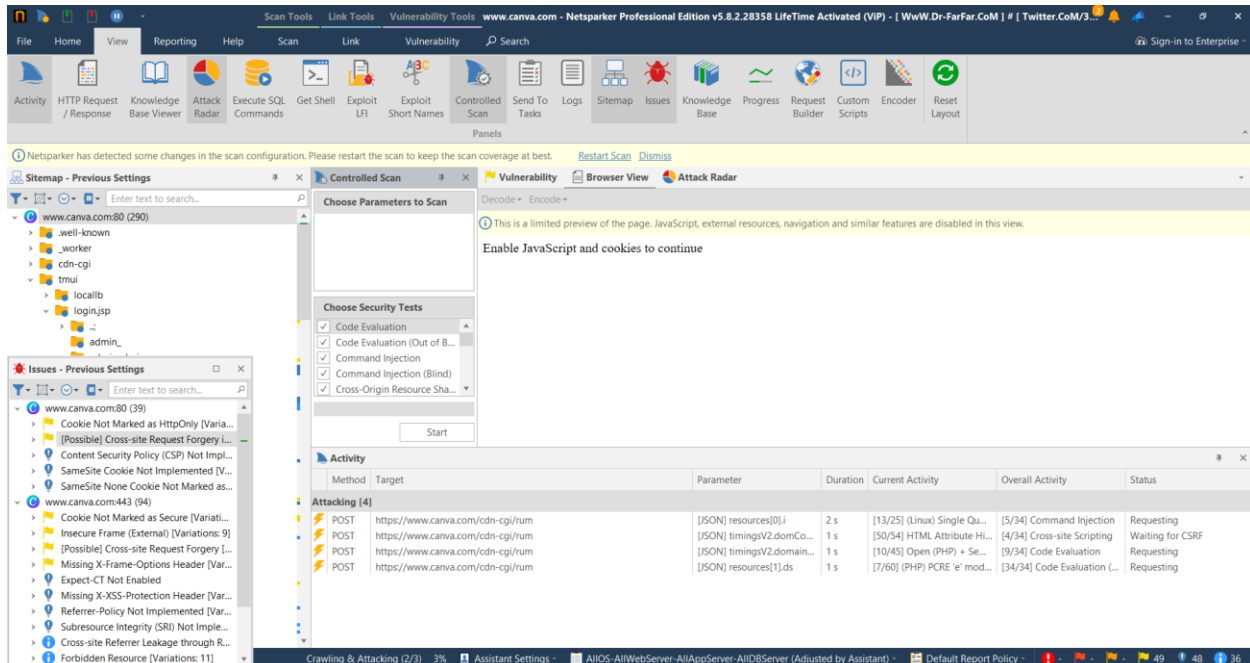 Scan Tools Link Tools Vulnerability Tools www.canva.com - Netsparker Professional Edition v5.8.2.28358 LifeTime Activated (ViP) - [ WwW.Dr-FarFar.CoM ] # [ Twitter.CoM/3... 2
File Home View Reporting Help Scan Link Vulnerability Search Sign-in to Enterprise
Activity HTTP Request / Response Knowledge Base Viewer Attack Radar Execute SQL Commands Get Shell Exploit LFI Exploit Short Names Controlled Scan Send To Tasks Logs Sitemap Issues Knowledge Base Progress Request Builder Custom Scripts Encoder Reset Layout
Panels
Netsparker has detected some changes in the scan configuration. Please restart the scan to keep the scan coverage at best. Restart Scan Dismiss
Sitemap - Previous Settings
Enter text to search...
www.canva.com:80 (290)
.well-known
_worker
cdn-cgi
tmui
locallb
login.jsp
..;
admin_
Issues - Previous Settings
Enter text to search...
www.canva.com:80 (39)
Cookie Not Marked as HttpOnly [Varia...
[Possible] Cross-site Request Forgery i...
Content Security Policy (CSP) Not Impl...
SameSite Cookie Not Implemented [V...
SameSite None Cookie Not Marked as...
www.canva.com:443 (94)
Cookie Not Marked as Secure [Variati...
Insecure Frame (External) [Variations: 9]
[Possible] Cross-site Request Forgery [...
Missing X-Frame-Options Header [Var...
Expect-CT Not Enabled
Missing X-XSS-Protection Header [Var...
Referrer-Policy Not Implemented [Var...
Subresource Integrity (SRI) Not Imple...
Cross-site Referrer Leakage through R...
Forbidden Resource [Variations: 11]
Controlled Scan
Choose Parameters to Scan
Choose Security Tests
Code Evaluation
Code Evaluation (Out of B...
Command Injection
Command Injection (Blind)
Cross-Origin Resource Sha...
Start
Vulnerability Browser View Attack Radar
Decode Encode
This is a limited preview of the page. JavaScript, external resources, navigation and similar features are disabled in this view.
Enable JavaScript and cookies to continue
Activity
Method Target Parameter Duration Current Activity Overall Activity Status
Attacking [4]
POST https://www.canva.com/cdn-cgi/rum [JSON] resources[0].i 2 s [13/25] (Linux) Single Qu... [5/34] Command Injection Requesting
POST https://www.canva.com/cdn-cgi/rum [JSON] timingsV2.domCo... 1 s [50/54] HTML Attribute Hi... [4/34] Cross-site Scripting Waiting for CSRF
POST https://www.canva.com/cdn-cgi/rum [JSON] timingsV2.domain... 1 s [10/45] Open (PHP) + Se... [9/34] Code Evaluation Requesting
POST https://www.canva.com/cdn-cgi/rum [JSON] resources[1].ds 1 s [7/60] (PHP) PCRE 'e' mod... [34/34] Code Evaluation (... Requesting
Crawling & Attacking (2/3) 3% Assistant Settings AllOS-AllWebServer-AllAppServer-AllDBServer (Adjusted by Assistant) Default Report Policy 49 48 36